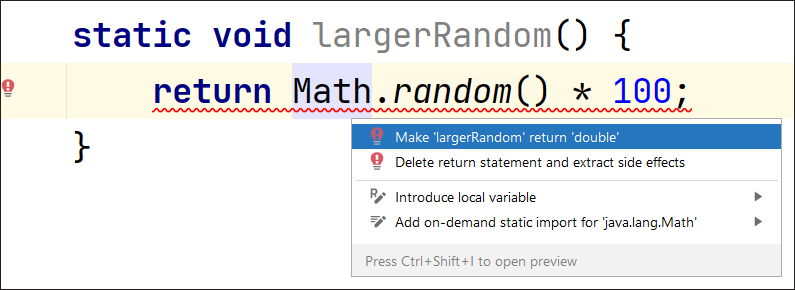 static void largerRandom() {
return Math.random() * 100;
}
Make 'largerRandom' return 'double'
Delete return statement and extract side effects
Introduce local variable
Add on-demand static import for 'java.lang.Math'
Press Ctrl+Shift+I to open preview